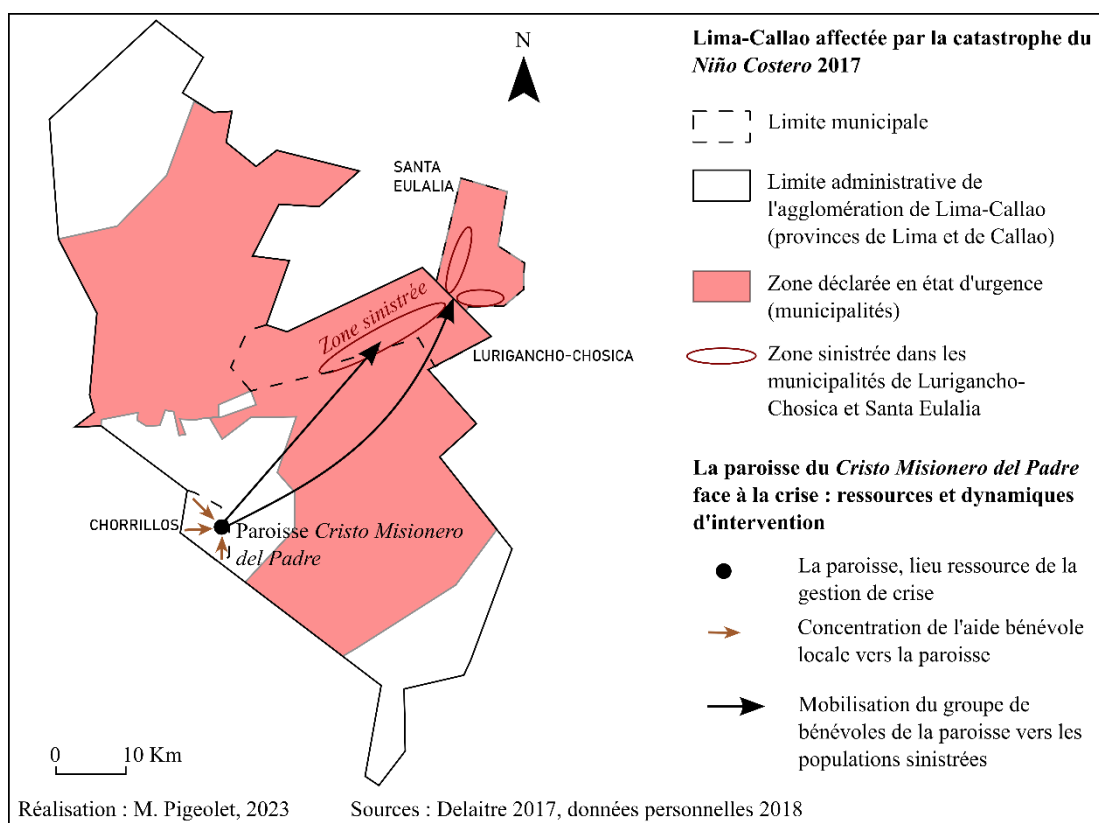 N
SANTA
EULALIA
Zone sinistrée
LURIGANCHO-CHOSICA
CHORRILLOS
Paroisse Cristo Misionero
del Padre
0 10 Km
Lima-Callao affectée par la catastrophe du
Niño Costero 2017
Limite municipale
Limite administrative de
l'agglomération de Lima-Callao
(provinces de Lima et de Callao)
Zone déclarée en état d'urgence
(municipalités)
Zone sinistrée dans les
municipalités de Lurigancho-
Chosica et Santa Eulalia
La paroisse du Cristo Misionero del Padre
face à la crise : ressources et dynamiques
d'intervention
La paroisse, lieu ressource de la
gestion de crise
Concentration de l'aide bénévole
locale vers la paroisse
Mobilisation du groupe de
bénévoles de la paroisse vers les
populations sinistrées
Réalisation : M. Pigeolet, 2023 Sources : Delaitre 2017, données personnelles 2018